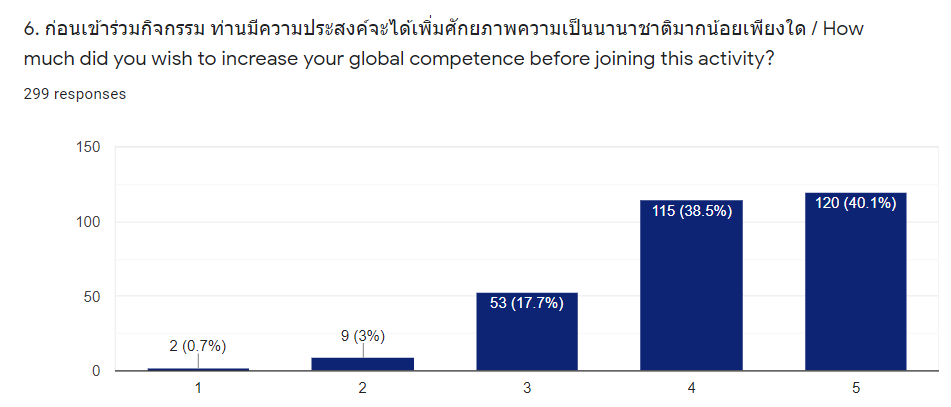 6. ก่อนเข้าร่วมกิจกรรม ท่านมีความประสงค์จะได้เพิ่มศักยภาพความเป็นนานาชาติมากน้อยเพียงใด / How
much did you wish to increase your global competence before joining this activity?
299 responses
150
100
50
0
2 (0.7%)
9 (3%)
53 (17.7%)
115 (38.5%)
120 (40.1%)
1 2 3 4 5